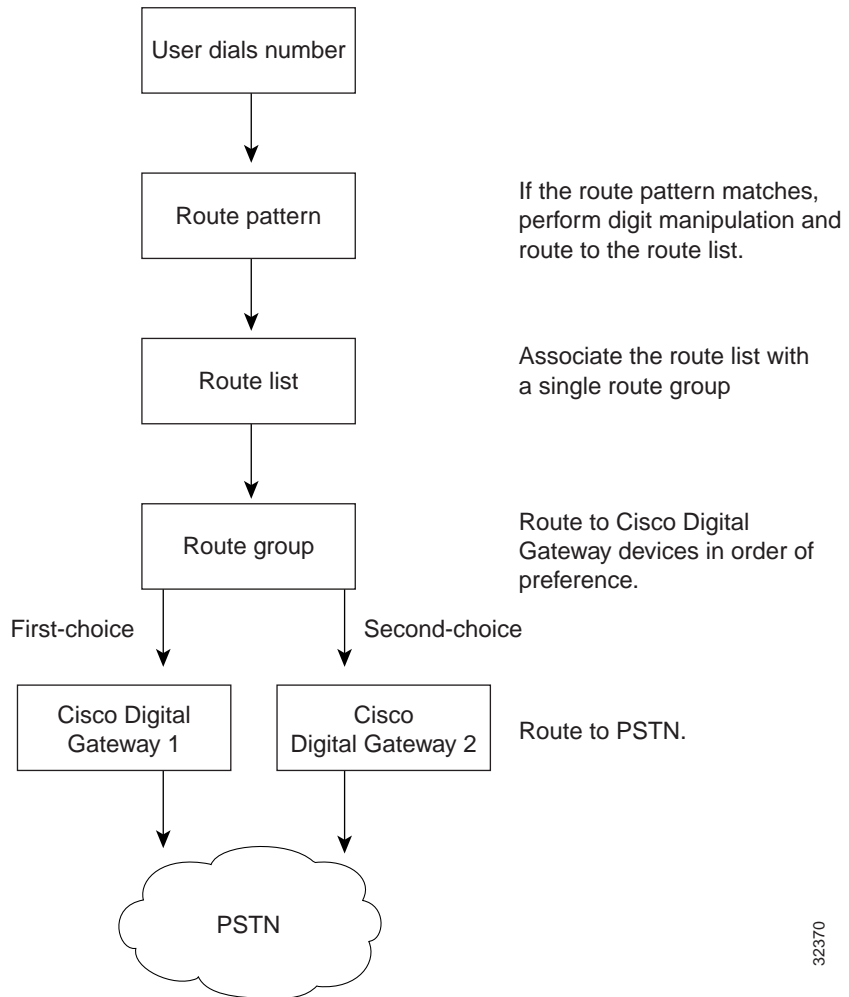 User dials number
Route pattern
If the route pattern matches,
perform digit manipulation and
route to the route list.
Route list
Associate the route list with
a single route group
Route group
Route to Cisco Digital
Gateway devices in order of
preference.
First-choice
Second-choice
Cisco Digital
Gateway 1
Cisco
Digital Gateway 2
Route to PSTN.
PSTN
32370